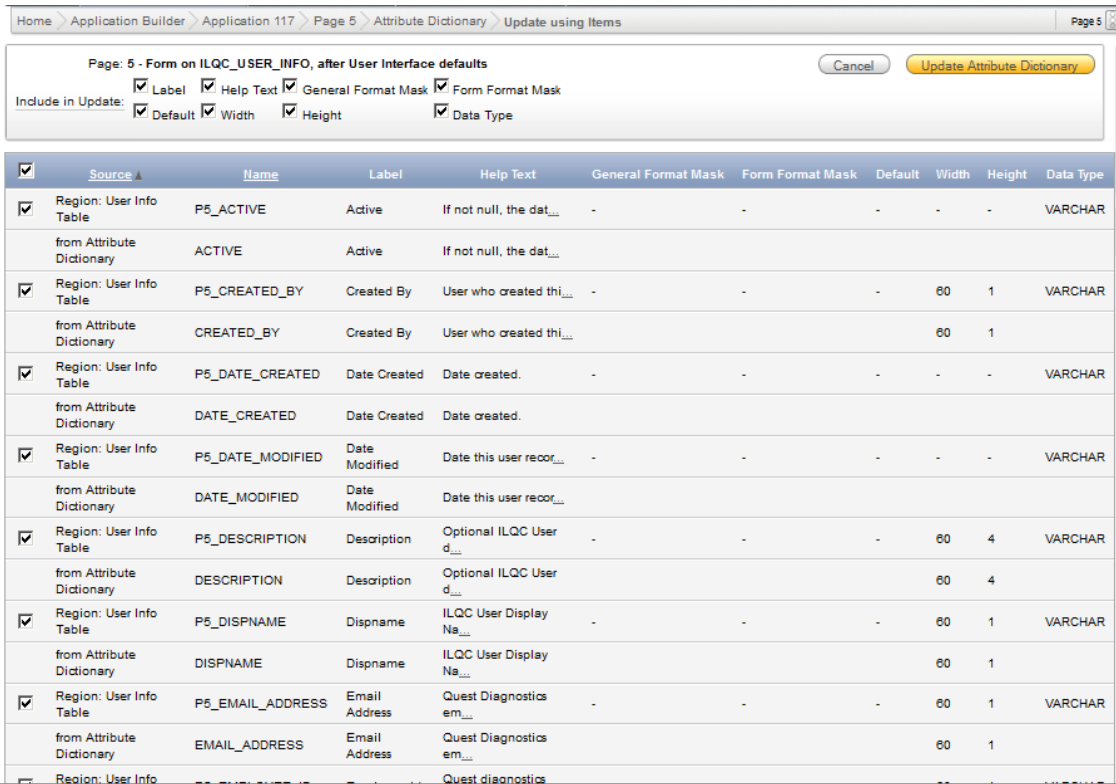 Home Application Builder Application 117 Page 5 Attribute Dictionary Update using Items Page 5
Page: 5 - Form on ILQC_USER_INFO, after User Interface defaults Cancel Update Attribute Dictionary
Include in Update: Label Help Text General Format Mask Form Format Mask
Default Width Height Data Type
Source Name Label Help Text General Format Mask Form Format Mask Default Width Height Data Type
Region: User Info
Table P5_ACTIVE Active If not null, the dat... - - - - - VARCHAR
from Attribute
Dictionary ACTIVE Active If not null, the dat...
Region: User Info
Table P5_CREATED_BY Created By User who created thi... - - - 60 1 VARCHAR
from Attribute
Dictionary CREATED_BY Created By User who created thi... 60 1
Region: User Info
Table P5_DATE_CREATED Date Created Date created. - - - - - VARCHAR
from Attribute
Dictionary DATE_CREATED Date Created Date created.
Region: User Info Date
Table P5_DATE_MODIFIED Modified Date this user recor... - - - - - VARCHAR
from Attribute Date
Dictionary DATE_MODIFIED Modified Date this user recor...
Region: User Info Optional ILQC User
Table P5_DESCRIPTION Description d... - - - 60 4 VARCHAR
from Attribute Optional ILQC User
Dictionary DESCRIPTION Description d... 60 4
Region: User Info ILQC User Display
Table P5_DISPNAME Dispname Na... - - - 60 1 VARCHAR
from Attribute ILQC User Display
Dictionary DISPNAME Dispname Na... 60 1
Region: User Info Email Quest Diagnostics
Table P5_EMAIL_ADDRESS Address em... - - - 60 1 VARCHAR
from Attribute Email Quest Diagnostics
Dictionary EMAIL_ADDRESS Address em... 60 1
Region: User Info Quest diagnostics